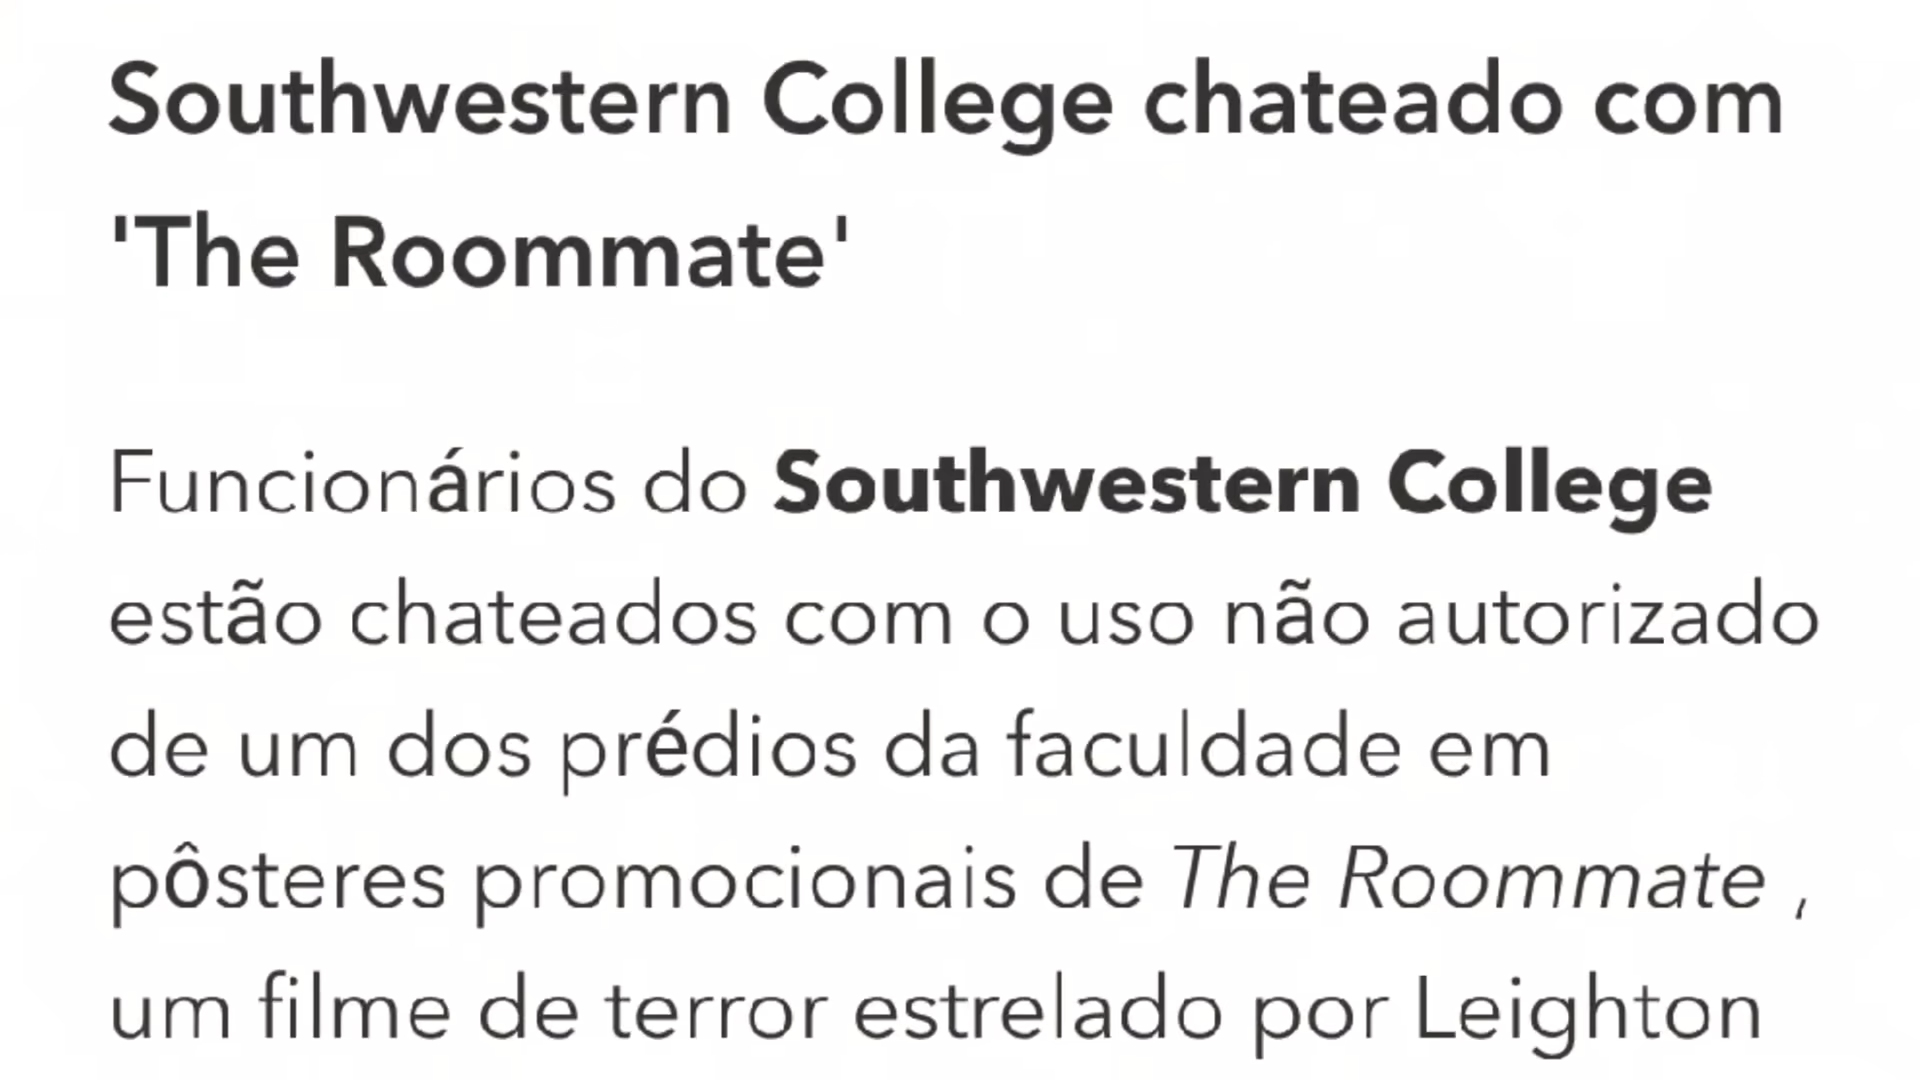 Southwestern College chateado com
'The Roommate'
Funcionários do Southwestern College
estão chateados com o uso não autorizado
de um dos prédios da faculdade em
pôsteres promocionais de The Roommate ,
um filme de terror estrelado por Leighton